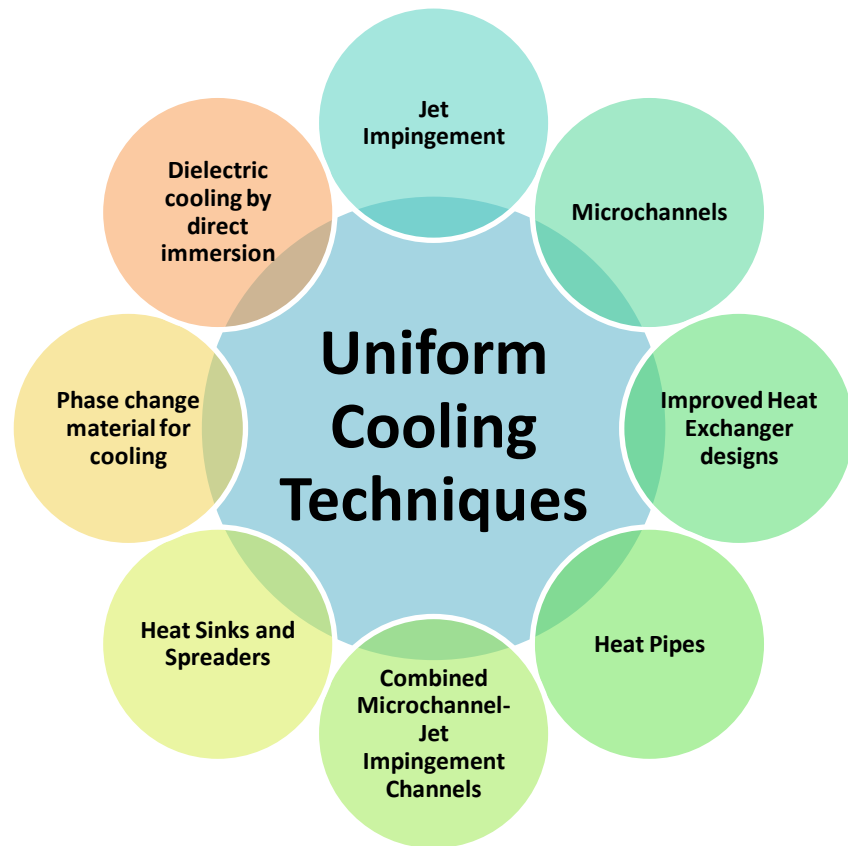 Jet
Impingement
Microchannels
Improved Heat
Exchanger
designs
Heat Pipes
Combined
Microchannel-
Jet
Impingement
Channels
Heat Sinks and
Spreaders
Phase change
material for
cooling
Dielectric
cooling by
direct
immersion
Uniform
Cooling
Techniques